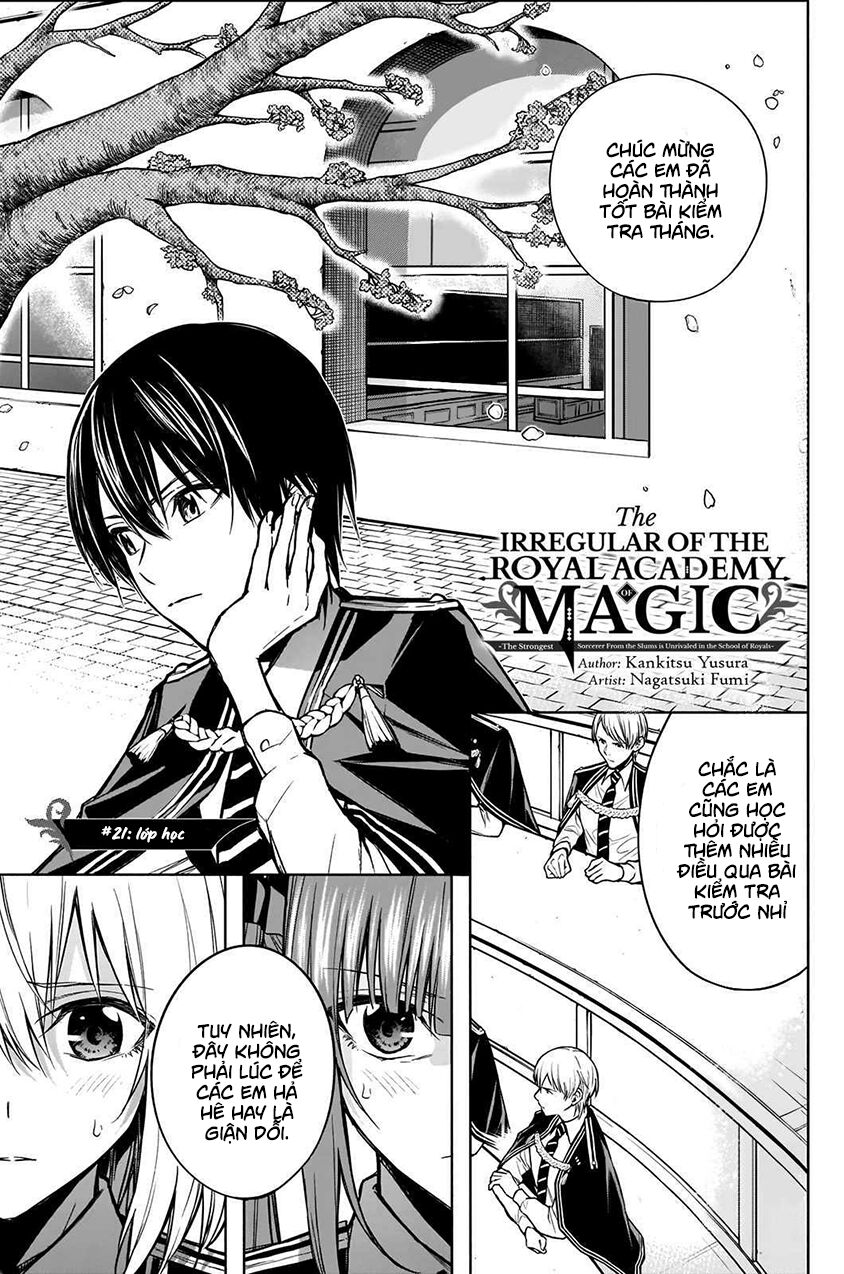 CHÚC MỪNG
CÁC EM ĐÃ
HOÀN THÀNH
TỐT BÀI KIỂM
TRA THÁNG.
The
IRREGULAR OF THE
ROYAL ACADEMY
OF
MAGIC
-The Strongest Sorcerer From the Slums is Unrivaled in the School of Royals-
Author: Kankitsu Yusura
Artist: Nagatsuki Fumi
#21: lớp học
CHẮC LÀ
CÁC EM
CŨNG HỌC
HỎI ĐƯỢC
THÊM NHIỀU
ĐIỀU QUA BÀI
KIỂM TRA
TRƯỚC NHỈ
TUY NHIÊN,
ĐÂY KHÔNG
PHẢI LÚC ĐỂ
CÁC EM HẢ
HÊ HAY LÀ
GIẬN DỖI.